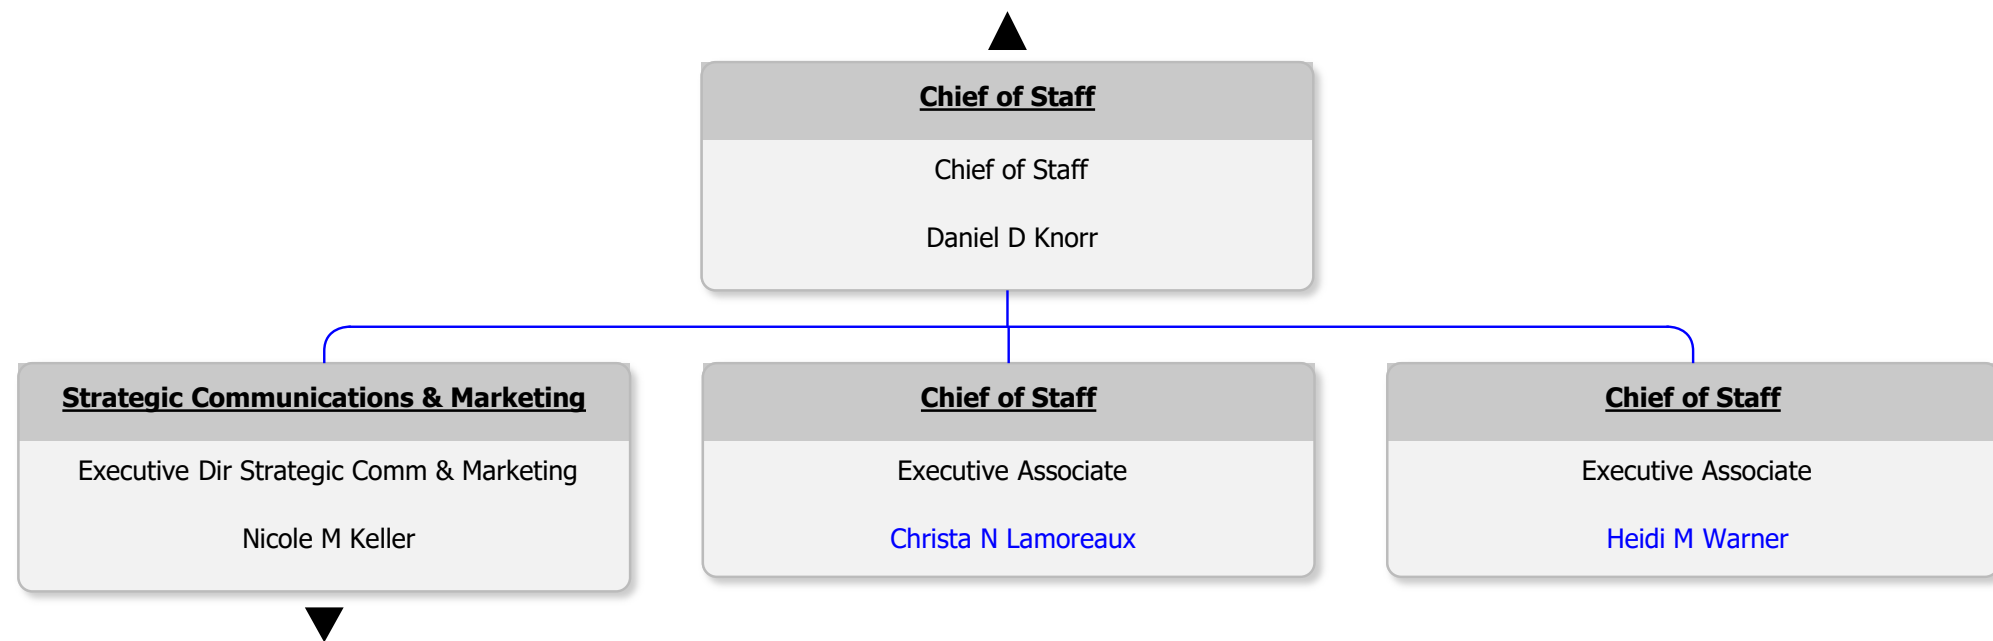 Chief of Staff
Chief of Staff
Daniel D Knorr
Strategic Communications & Marketing
Executive Dir Strategic Comm & Marketing
Nicole M Keller
Chief of Staff
Executive Associate
Christa N Lamoreaux
Chief of Staff
Executive Associate
Heidi M Warner